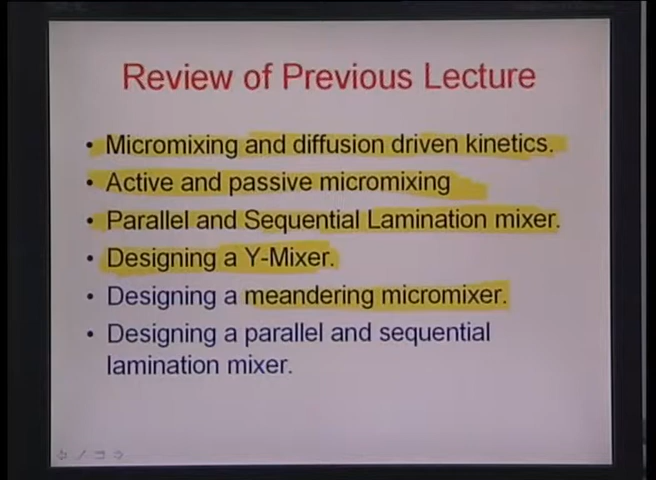 Review of Previous Lecture
• Micromixing and diffusion driven kinetics.
• Active and passive micromixing
• Parallel and Sequential Lamination mixer.
• Designing a Y-Mixer.
• Designing a meandering micromixer.
• Designing a parallel and sequential
lamination mixer.